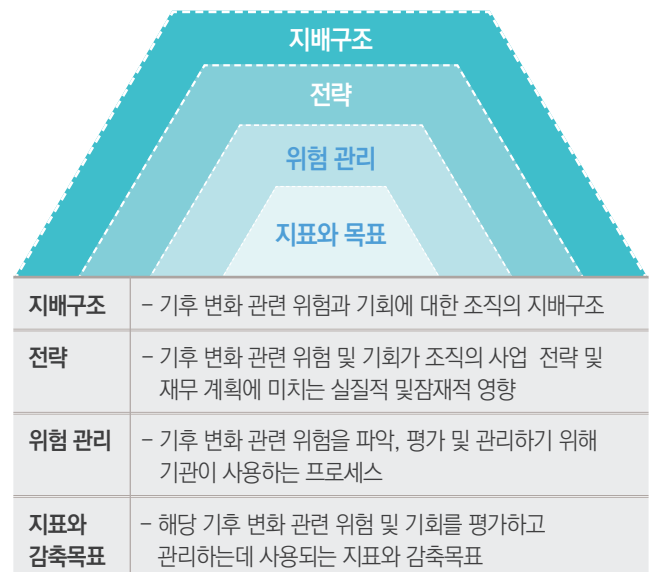 지배구조
전략
위험 관리
지표와 목표
지배구조 – 기후 변화 관련 위험과 기회에 대한 조직의 지배구조
전략 – 기후 변화 관련 위험 및 기회가 조직의 사업 전략 및
재무 계획에 미치는 실질적 및잠재적 영향
위험 관리 – 기후 변화 관련 위험을 파악, 평가 및 관리하기 위해
기관이 사용하는 프로세스
지표와 – 해당 기후 변화 관련 위험 및 기회를 평가하고
감축목표 관리하는데 사용되는 지표와 감축목표